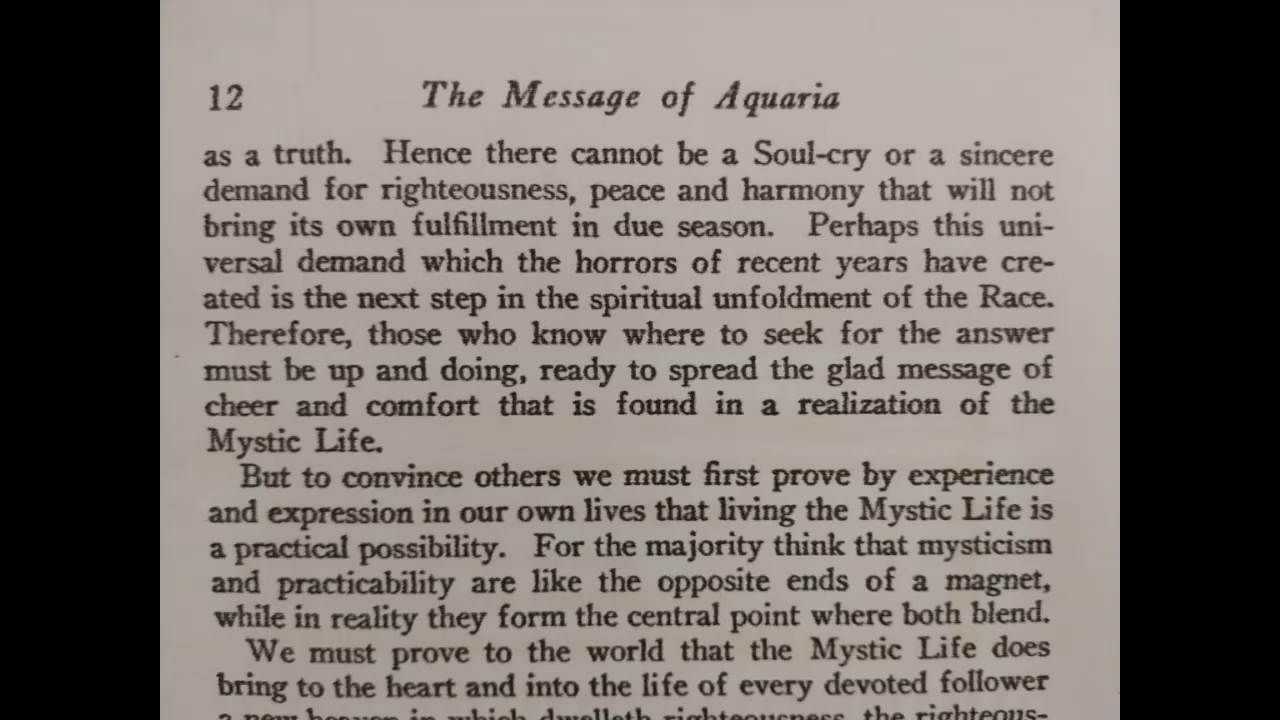 12 The Message of Aquaria
as a truth. Hence there cannot be a Soul-cry or a sincere
demand for righteousness, peace and harmony that will not
bring its own fulfillment in due season. Perhaps this uni-
versal demand which the horrors of recent years have cre-
ated is the next step in the spiritual unfoldment of the Race.
Therefore, those who know where to seek for the answer
must be up and doing, ready to spread the glad message of
cheer and comfort that is found in a realization of the
Mystic Life.
But to convince others we must first prove by experience
and expression in our own lives that living the Mystic Life is
a practical possibility. For the majority think that mysticism
and practicability are like the opposite ends of a magnet,
while in reality they form the central point where both blend.
We must prove to the world that the Mystic Life does
bring to the heart and into the life of every devoted follower
a new heaven in which dwelleth righteousness, the righteous-